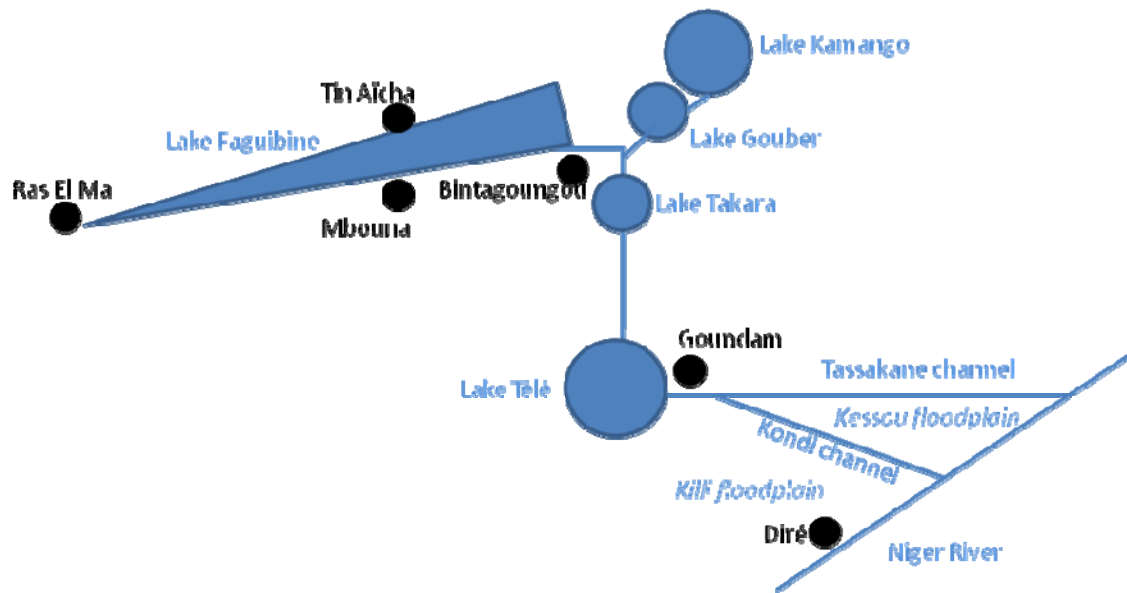 Lake Kamango
Tin Aïcha
Lake Faguibine
Lake Gouber
Ras El Ma
Bintagoungou
Lake Takara
Mbouna
Goundam
Tassakane channel
Lake Télé
Kessou floodplain
Kondi channel
Killi floodplain
Diré
Niger River